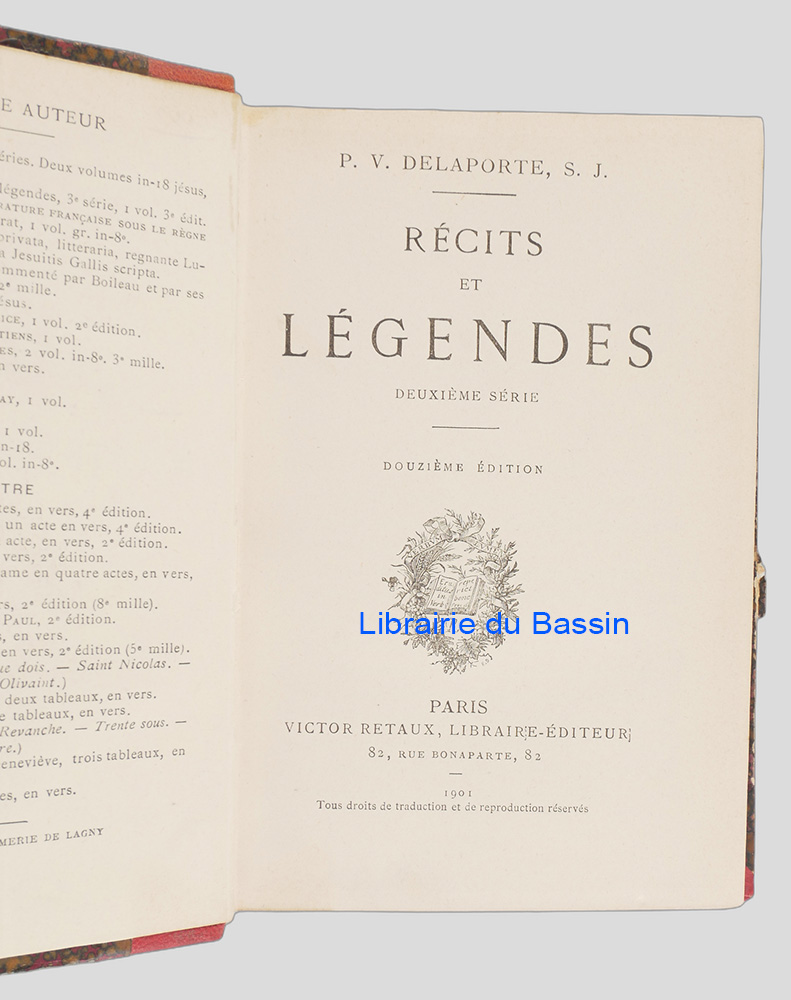 E AUTEUR
éries. Deux volumes in-18 jésus,
légendes, 3e série, 1 vol. 3e édit.
RATURE FRANÇAISE SOUS LE RÈGNE
rat, 1 vol. gr. in-8o.
privata, litteraria, regnante Lu-
a Jesuitis Gallis scripta.
ommenté par Boileau et par ses
2e mille.
ésus.
ICE, 1 vol. 2e édition.
TIENS, 1 vol.
ES, 2 vol. in-8o. 3e mille.
n vers.
AY, 1 vol.
1 vol.
n-18.
ol. in-8o.
TRE
tes, en vers, 4e édition.
un acte en vers, 4e édition.
acte, en vers, 2e édition.
vers, 2e édition.
ame en quatre actes, en vers,
rs, 2e édition (8e mille).
PAUL, 2e édition.
s, en vers.
en vers, 2e édition (5e mille).
ue dois. — Saint Nicolas. —
Olivaint.)
deux tableaux, en vers.
e tableaux, en vers.
Revanche. — Trente sous. —
re.)
eneviève, trois tableaux, en
es, en vers.
MERIE DE LAGNY
P. V. DELAPORTE, S. J.
RÉCITS
ET
LÉGENDES
DEUXIÈME SÉRIE
DOUZIÈME ÉDITION
Librairie du Bassin
PARIS
VICTOR RETAUX, LIBRAIRE-ÉDITEUR
82, RUE BONAPARTE, 82
1901
Tous droits de traduction et de reproduction réservés